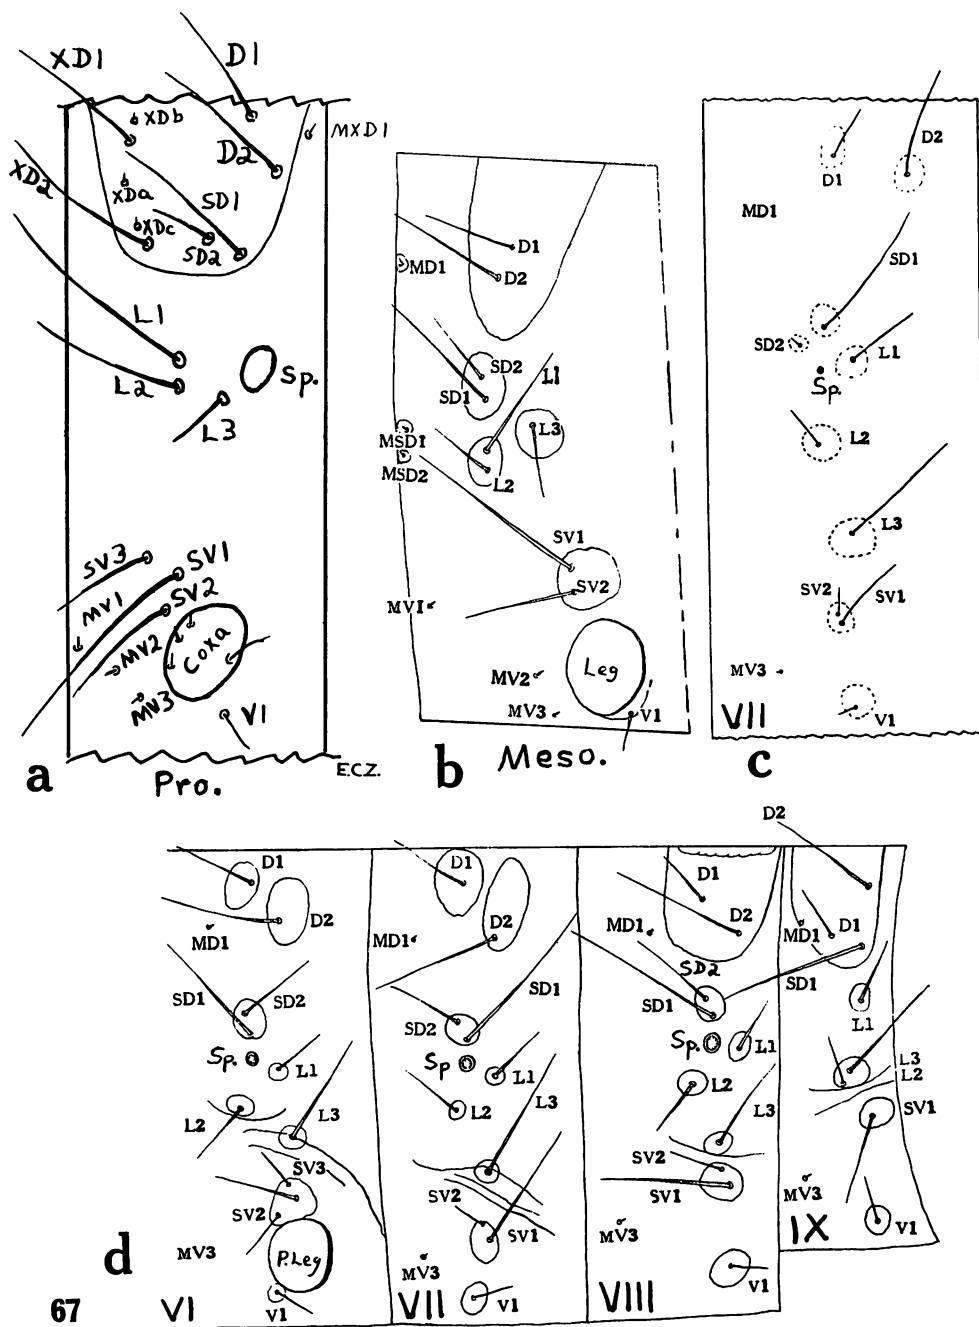 XD1
D1
XDb
MXD1
D2
XD2
XDa
SD1
XDc
SD2
L1
L2
Sp.
L3
SV3
SV1
MV1
SV2
MV2
Coxa
MV3
V1
a
Pro.
E.C.Z.
D1
MD1
D2
SD2
L1
SD1
MSD1
L3
MSD2
L2
SV1
SV2
MV1
Leg
MV2
MV3
V1
b
Meso.
D2
D1
MD1
SD1
SD2
L1
Sp.
L2
L3
SV2
SV1
MV3
V1
VII
c
D1
D2
MD1
SD1
SD2
Sp.
L1
L2
L3
SV3
SV2
MV3
P.Leg
V1
VI
D1
D2
MD1
SD1
SD2
Sp
L1
L2
L3
SV2
SV1
MV3
V1
VII
D1
D2
MD1
SD2
SD1
Sp.
L1
L2
L3
SV2
SV1
MV3
V1
VIII
D2
D1
MD1
SD1
L1
L3
L2
SV1
MV3
V1
IX
d
67